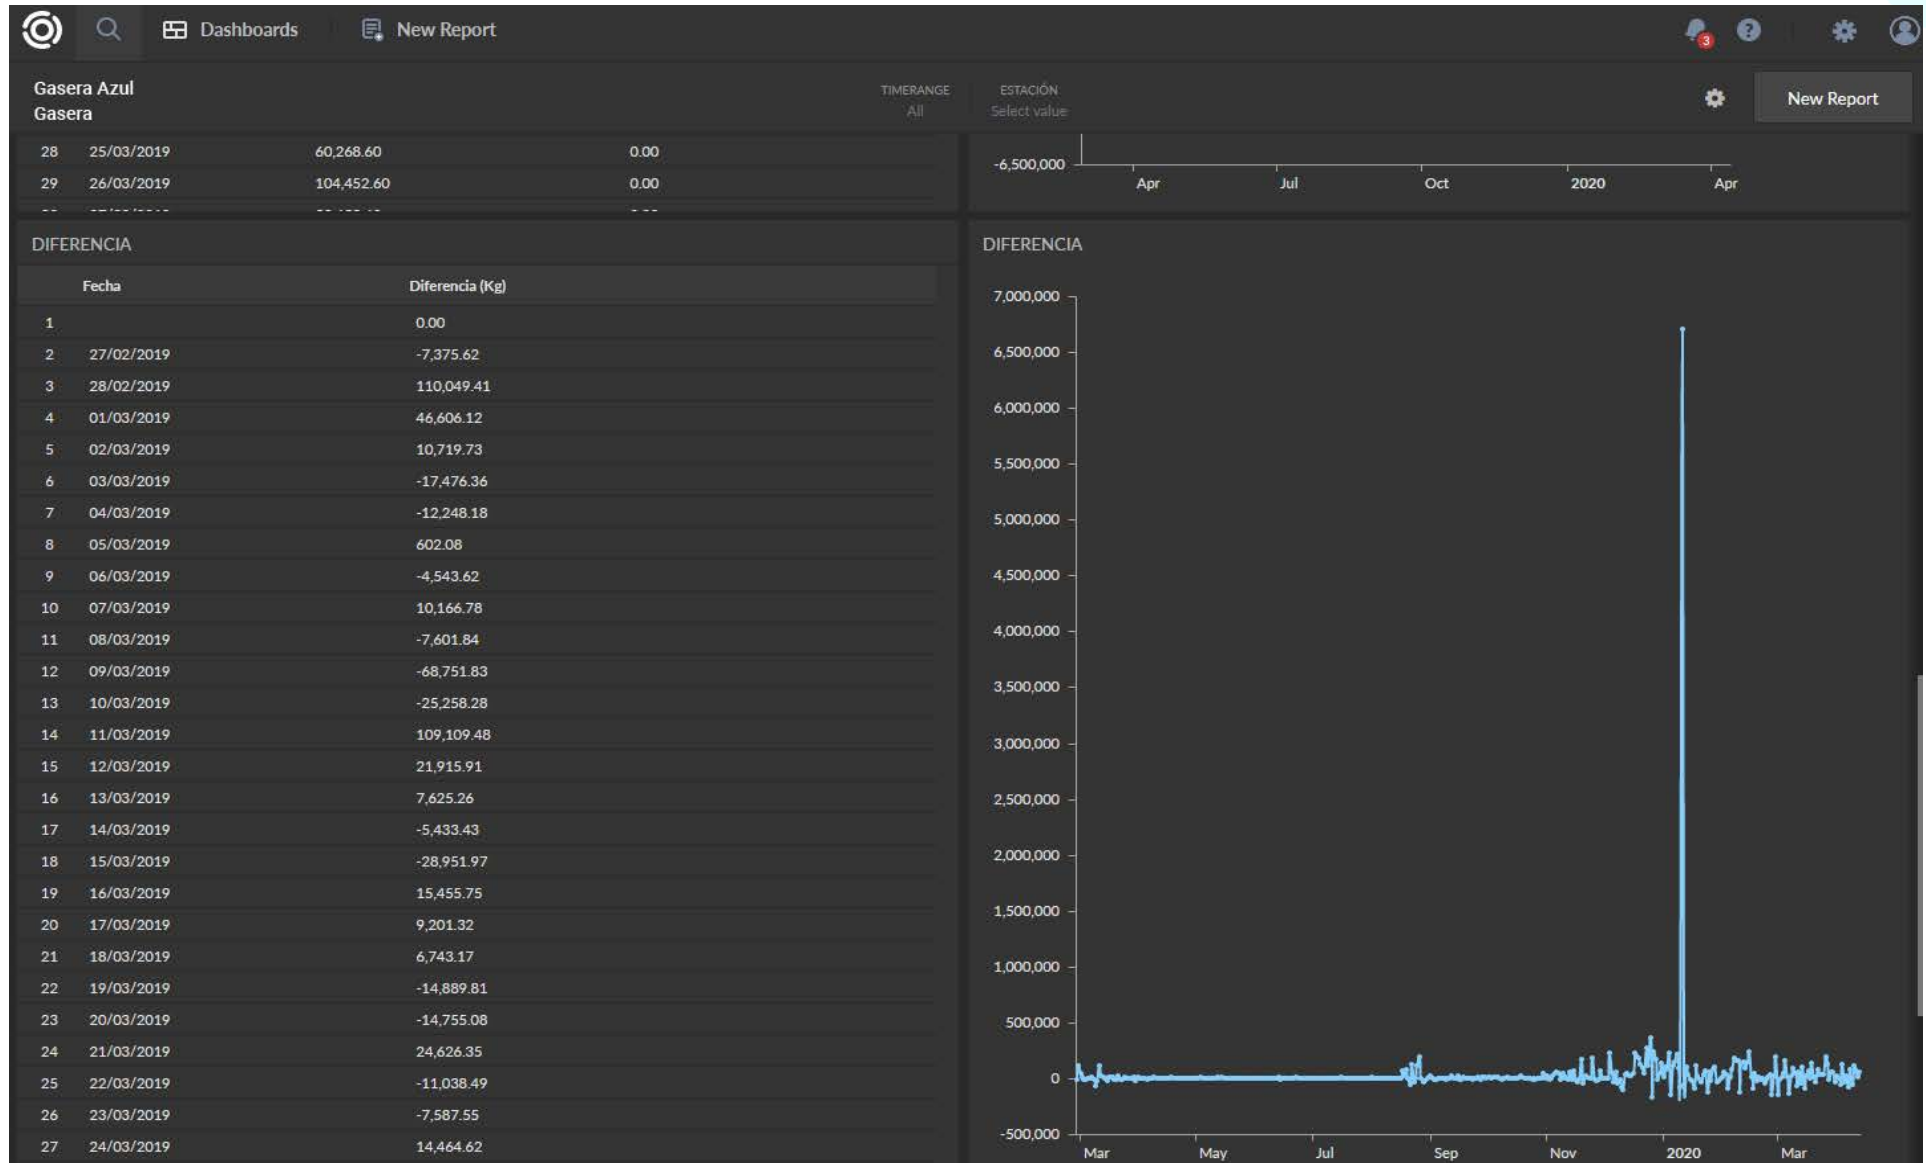 Dashboards New Report 3 ?
Gasera Azul
Gasera
TIMERANGE
All
ESTACIÓN
Select value
New Report
28 25/03/2019 60,268.60 0.00
29 26/03/2019 104,452.60 0.00
-6,500,000
Apr Jul Oct 2020 Apr
DIFERENCIA
Fecha Diferencia (Kg)
1 0.00
2 27/02/2019 -7,375.62
3 28/02/2019 110,049.41
4 01/03/2019 46,606.12
5 02/03/2019 10,719.73
6 03/03/2019 -17,476.36
7 04/03/2019 -12,248.18
8 05/03/2019 602.08
9 06/03/2019 -4,543.62
10 07/03/2019 10,166.78
11 08/03/2019 -7,601.84
12 09/03/2019 -68,751.83
13 10/03/2019 -25,258.28
14 11/03/2019 109,109.48
15 12/03/2019 21,915.91
16 13/03/2019 7,625.26
17 14/03/2019 -5,433.43
18 15/03/2019 -28,951.97
19 16/03/2019 15,455.75
20 17/03/2019 9,201.32
21 18/03/2019 6,743.17
22 19/03/2019 -14,889.81
23 20/03/2019 -14,755.08
24 21/03/2019 24,626.35
25 22/03/2019 -11,038.49
26 23/03/2019 -7,587.55
27 24/03/2019 14,464.62
DIFERENCIA
7,000,000
6,500,000
6,000,000
5,500,000
5,000,000
4,500,000
4,000,000
3,500,000
3,000,000
2,500,000
2,000,000
1,500,000
1,000,000
500,000
0
-500,000
Mar May Jul Sep Nov 2020 Mar